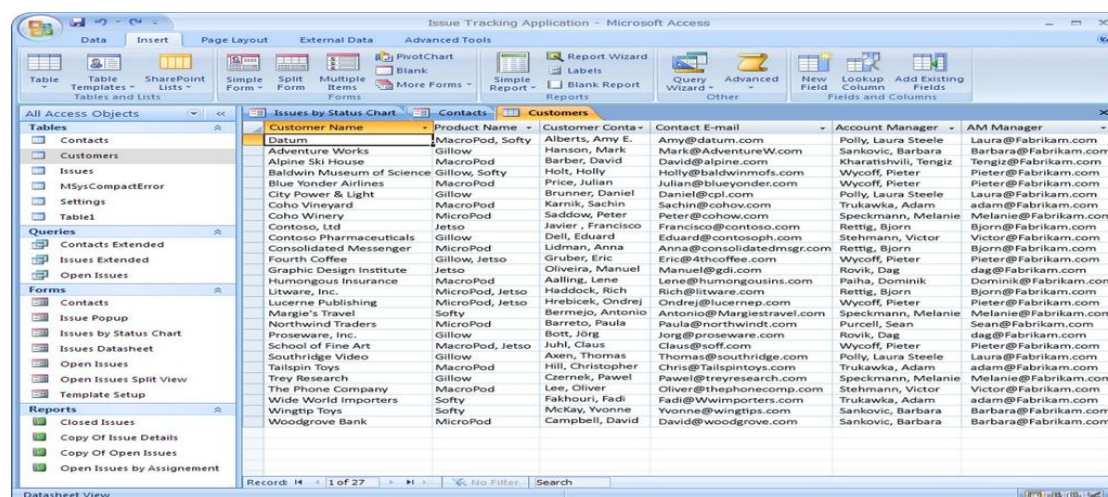 Issue Tracking Application - Microsoft Access
Data Insert Page Layout External Data Advanced Tools
Table
Table Templates
SharePoint Lists
Tables and Lists
Simple Form
Split Form
Multiple Items
PivotChart
Blank
More Forms
Forms
Simple Report
Report Wizard
Labels
Blank Report
Reports
Query Wizard
Advanced
Other
New Field
Lookup Column
Add Existing Fields
Fields and Columns
All Access Objects
Tables
Contacts
Customers
Issues
MSysCompactError
Settings
Table1
Queries
Contacts Extended
Issues Extended
Open Issues
Forms
Contacts
Issue Popup
Issues by Status Chart
Issues Datasheet
Open Issues
Open Issues Split View
Template Setup
Reports
Closed Issues
Copy Of Issue Details
Copy Of Open Issues
Open Issues by Assignement
Issues by Status Chart Contacts Customers
Customer Name Product Name Customer Conta Contact E-mail Account Manager AM Manager
Datum MacroPod, Softy Alberts, Amy E. Amy@datum.com Polly, Laura Steele Laura@Fabrikam.com
Adventure Works Gillow Hanson, Mark Mark@AdventureW.com Sankovic, Barbara Barbara@Fabrikam.com
Alpine Ski House MacroPod Barber, David David@alpine.com Kharatishvili, Tengiz Tengiz@Fabrikam.com
Baldwin Museum of Science Gillow, Softy Holt, Holly Holly@baldwinmofs.com Wycoff, Pieter Pieter@Fabrikam.com
Blue Yonder Airlines MacroPod Price, Julian Julian@blueyonder.com Wycoff, Pieter Pieter@Fabrikam.com
City Power & Light Gillow Brunner, Daniel Daniel@cpl.com Polly, Laura Steele Laura@Fabrikam.com
Coho Vineyard MacroPod Karnik, Sachin Sachin@cohov.com Trukawka, Adam adam@Fabrikam.com
Coho Winery MicroPod Saddow, Peter Peter@cohow.com Speckmann, Melanie Melanie@Fabrikam.com
Contoso, Ltd Jetso Javier , Francisco Francisco@contoso.com Rettig, Bjorn Bjorn@Fabrikam.com
Contoso Pharmaceuticals Gillow Dell, Eduard Eduard@contosoph.com Stehmann, Victor Victor@Fabrikam.com
Consolidated Messenger MicroPod Lidman, Anna Anna@consolidatedmsgr.com Rettig, Bjorn Bjorn@Fabrikam.com
Fourth Coffee Gillow, Jetso Gruber, Eric Eric@4thcoffee.com Wycoff, Pieter Pieter@Fabrikam.com
Graphic Design Institute Jetso Oliveira, Manuel Manuel@gdi.com Rovik, Dag dag@Fabrikam.com
Humongous Insurance MacroPod Aalling, Lene Lene@humongousins.com Paiha, Dominik Dominik@Fabrikam.com
Litware, Inc. MicroPod, Jetso Haddock, Rich Rich@litware.com Rettig, Bjorn Bjorn@Fabrikam.com
Lucerne Publishing MicroPod, Jetso Hrebicek, Ondrej Ondrej@lucernep.com Wycoff, Pieter Pieter@Fabrikam.com
Margie's Travel Softy Bermejo, Antonio Antonio@Margiestravel.com Speckmann, Melanie Melanie@Fabrikam.com
Northwind Traders MicroPod Barreto, Paula Paula@northwindt.com Purcell, Sean Sean@Fabrikam.com
Proseware, Inc. Gillow Bott, Jörg Jorg@proseware.com Rovik, Dag dag@Fabrikam.com
School of Fine Art MacroPod, Jetso Juhl, Claus Claus@soff.com Wycoff, Pieter Pieter@Fabrikam.com
Southridge Video Gillow Axen, Thomas Thomas@southridge.com Polly, Laura Steele Laura@Fabrikam.com
Tailspin Toys MacroPod Hill, Christopher Chris@Tailspintoys.com Trukawka, Adam adam@Fabrikam.com
Trey Research Gillow Czernek, Pawel Pawel@treyresearch.com Speckmann, Melanie Melanie@Fabrikam.com
The Phone Company MacroPod Lee, Oliver Oliver@thephonecomp.com Stehmann, Victor Victor@Fabrikam.com
Wide World Importers Softy Fakhouri, Fadi Fadi@Wwimporters.com Trukawka, Adam adam@Fabrikam.com
Wingtip Toys Softy McKay, Yvonne Yvonne@wingtips.com Sankovic, Barbara Barbara@Fabrikam.com
Woodgrove Bank MicroPod Campbell, David David@woodgrove.com Sankovic, Barbara Barbara@Fabrikam.com
Record: 1 of 27 No Filter Search
Datasheet View